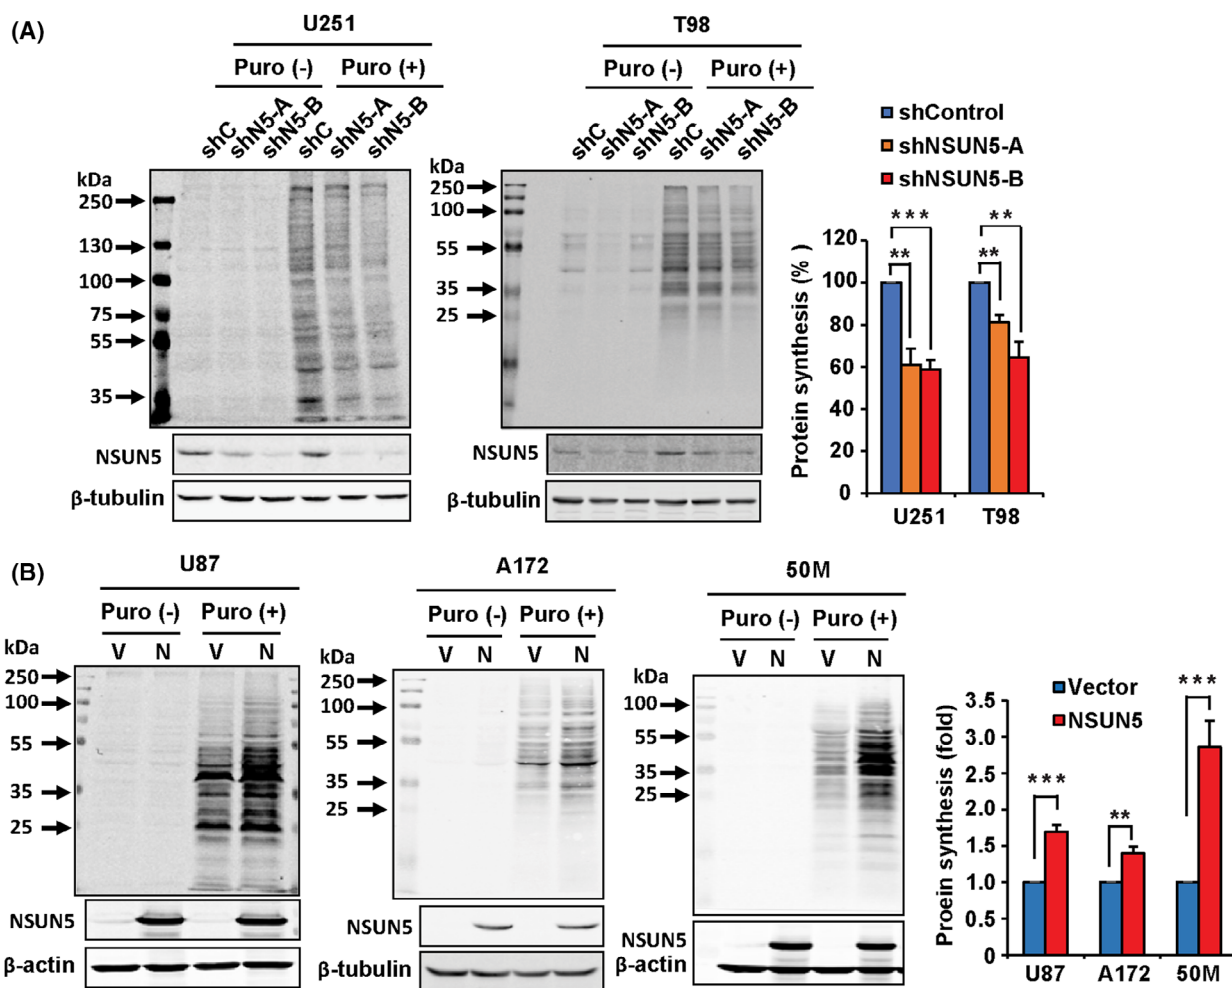 (A)
U251
Puro (-) Puro (+)
shC shN5-A shN5-B shC shN5-A shN5-B
kDa
250
130
100
75
55
35
NSUN5
β-tubulin
T98
Puro (-) Puro (+)
shC shN5-A shN5-B shC shN5-A shN5-B
kDa
250
100
55
35
25
NSUN5
β-tubulin
shControl
shNSUN5-A
shNSUN5-B
Protein synthesis (%)
120
100
80
60
40
20
0
*** **
** **
U251 T98
(B)
U87
Puro (-) Puro (+)
V N V N
kDa
250
100
55
35
25
NSUN5
β-actin
A172
Puro (-) Puro (+)
V N V N
kDa
250
100
55
35
25
NSUN5
β-tubulin
50M
Puro (-) Puro (+)
V N V N
kDa
100
55
35
25
NSUN5
β-actin
Vector
NSUN5
Proein synthesis (fold)
3.5
3.0
2.5
2.0
1.5
1.0
0.5
0
*** ** ***
U87 A172 50M